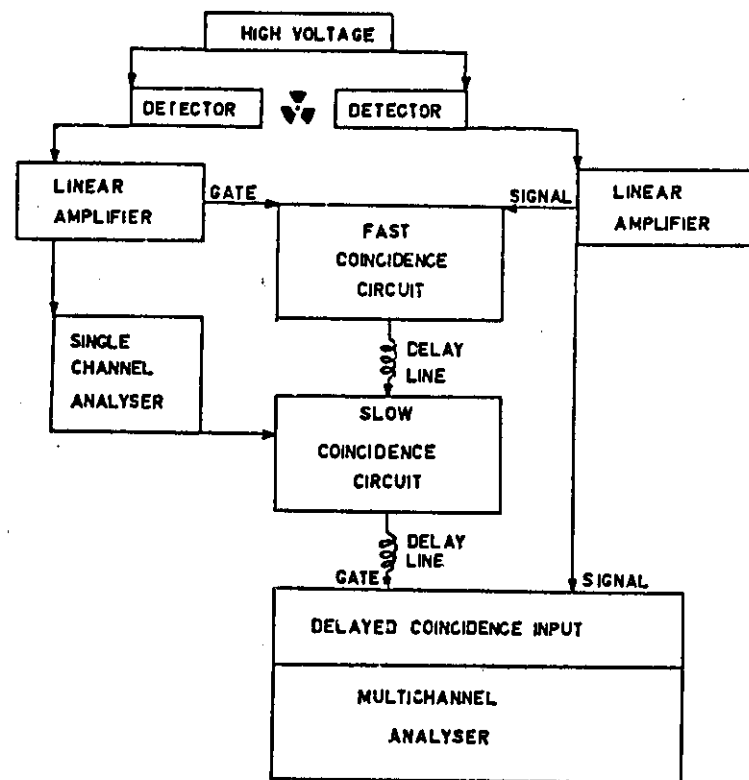 HIGH VOLTAGE
DETECTOR
DETECTOR
LINEAR
AMPLIFIER
GATE
SIGNAL
LINEAR
AMPLIFIER
FAST
COINCIDENCE
CIRCUIT
SINGLE
CHANNEL
ANALYSER
DELAY
LINE
SLOW
COINCIDENCE
CIRCUIT
DELAY
LINE
GATE
SIGNAL
DELAYED COINCIDENCE INPUT
MULTICHANNEL
ANALYSER